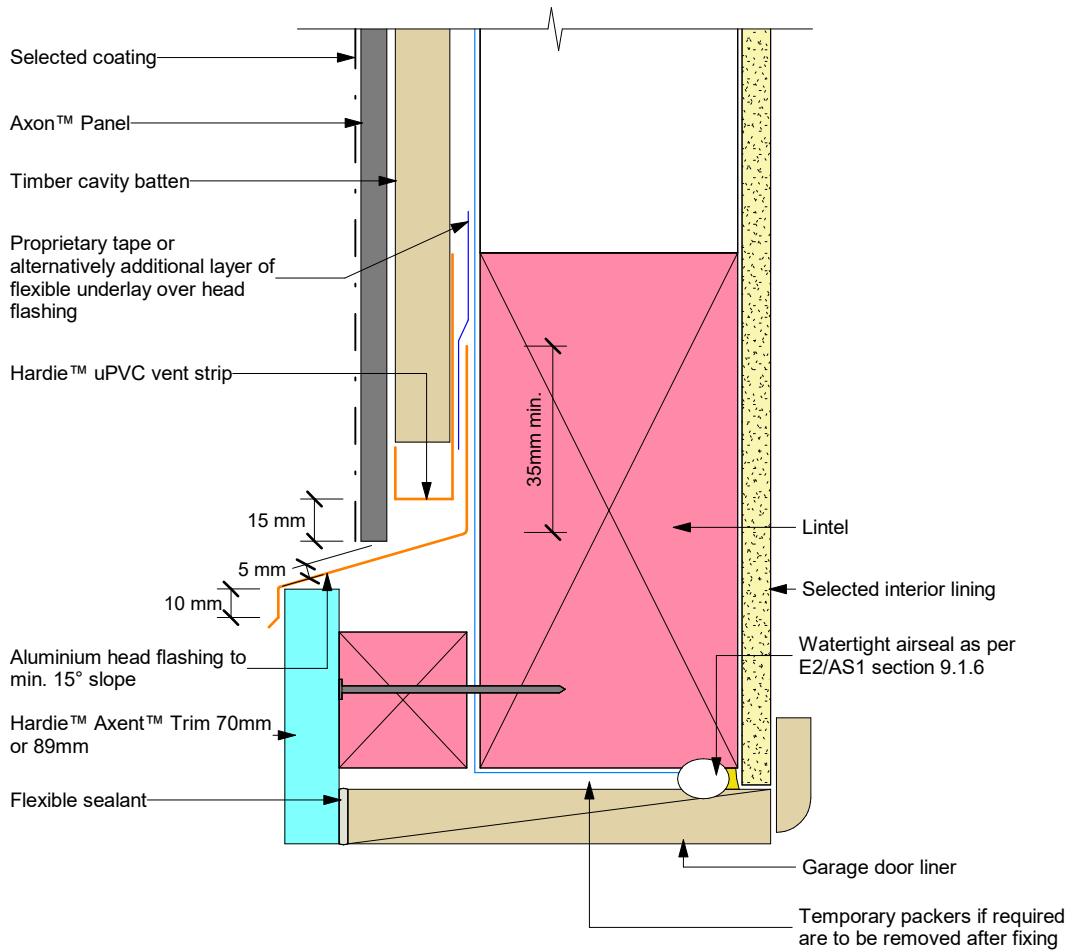 Selected coating
Axon™ Panel
Timber cavity batten
Proprietary tape or
alternatively additional layer of
flexible underlay over head
flashing
Hardie™ uPVC vent strip
15 mm
5 mm
10 mm
Aluminium head flashing to
min. 15° slope
Hardie™ Axent™ Trim 70mm
or 89mm
Flexible sealant
35mm min.
Lintel
Selected interior lining
Watertight airseal as per
E2/AS1 section 9.1.6
Garage door liner
Temporary packers if required
are to be removed after fixing